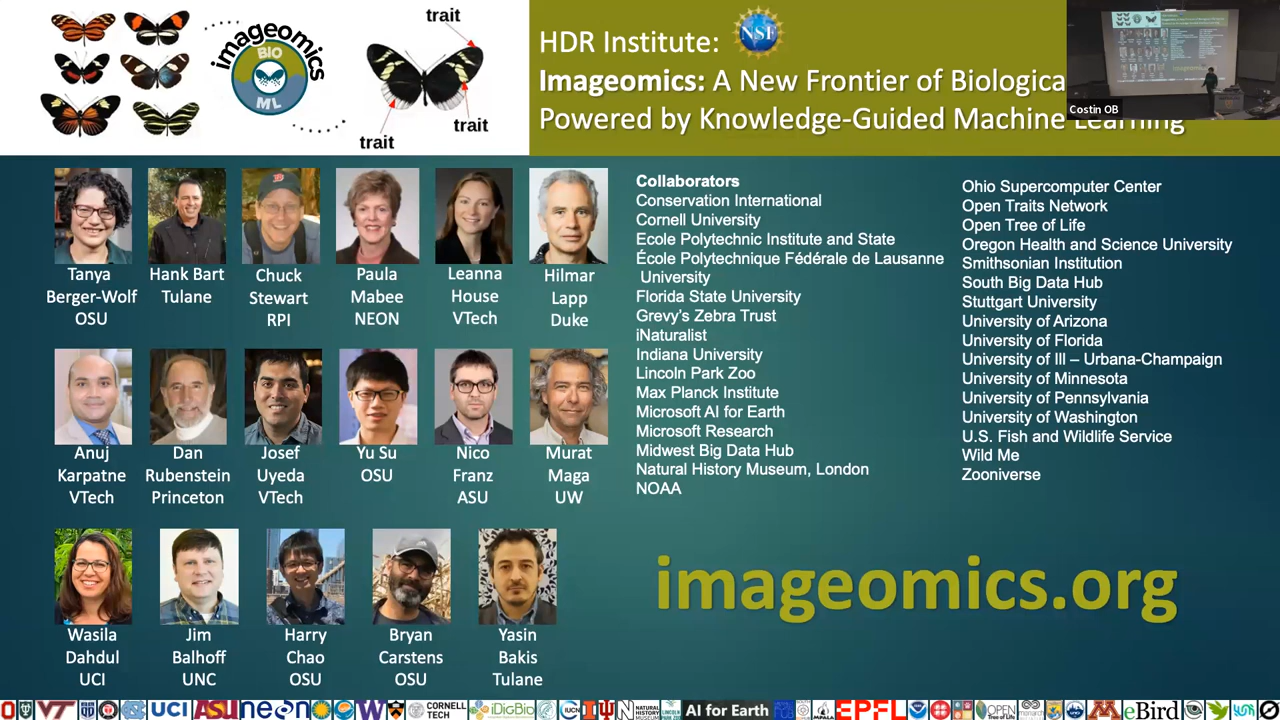 trait
imageomics
BIO
ML
trait
trait
HDR Institute:
NSF
Imageomics: A New Frontier of Biologica
Powered by Knowledge-Guided Machine Learning
Costin OB
Tanya
Berger-Wolf
OSU
Hank Bart
Tulane
Chuck
Stewart
RPI
Paula
Mabee
NEON
Leanna
House
VTech
Hilmar
Lapp
Duke
Anuj
Karpatne
VTech
Dan
Rubenstein
Princeton
Josef
Uyeda
VTech
Yu Su
OSU
Nico
Franz
ASU
Murat
Maga
UW
Wasila
Dahdul
UCI
Jim
Balhoff
UNC
Harry
Chao
OSU
Bryan
Carstens
OSU
Yasin
Bakis
Tulane
Collaborators
Conservation International
Cornell University
Ecole Polytechnic Institute and State
École Polytechnique Fédérale de Lausanne
University
Florida State University
Grevy's Zebra Trust
iNaturalist
Indiana University
Lincoln Park Zoo
Max Planck Institute
Microsoft AI for Earth
Microsoft Research
Midwest Big Data Hub
Natural History Museum, London
NOAA
Ohio Supercomputer Center
Open Traits Network
Open Tree of Life
Oregon Health and Science University
Smithsonian Institution
South Big Data Hub
Stuttgart University
University of Arizona
University of Florida
University of Ill – Urbana-Champaign
University of Minnesota
University of Pennsylvania
University of Washington
U.S. Fish and Wildlife Service
Wild Me
Zooniverse
imageomics.org
UCI
ASU
neon
W
CORNELL
TECH
iDigBio
IUCN
NATURAL
HISTORY
MUSEUM
AI for Earth
MPALA
EPFL
OPEN
Tree of Life
eBird